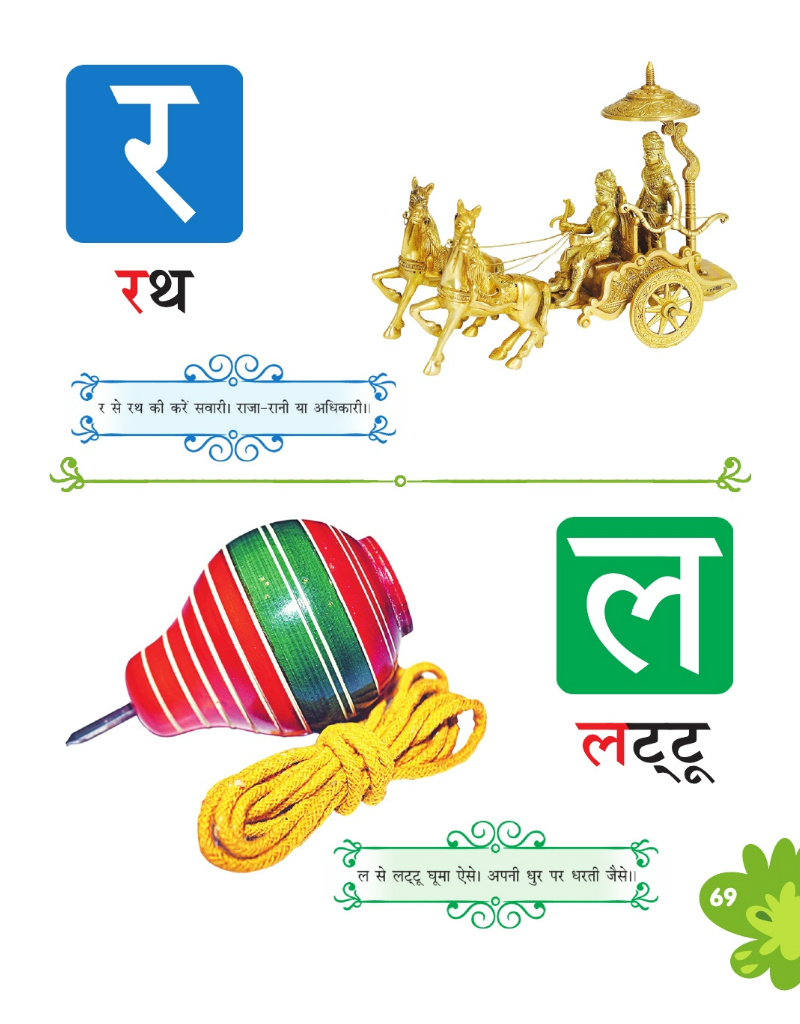 र
रथ
र से रथ की करें सवारी। राजा-रानी या अधिकारी॥
ल
लट्‌टू
ल से लट्‌टू घूमा ऐसे। अपनी धुर पर धरती जैसे॥
69